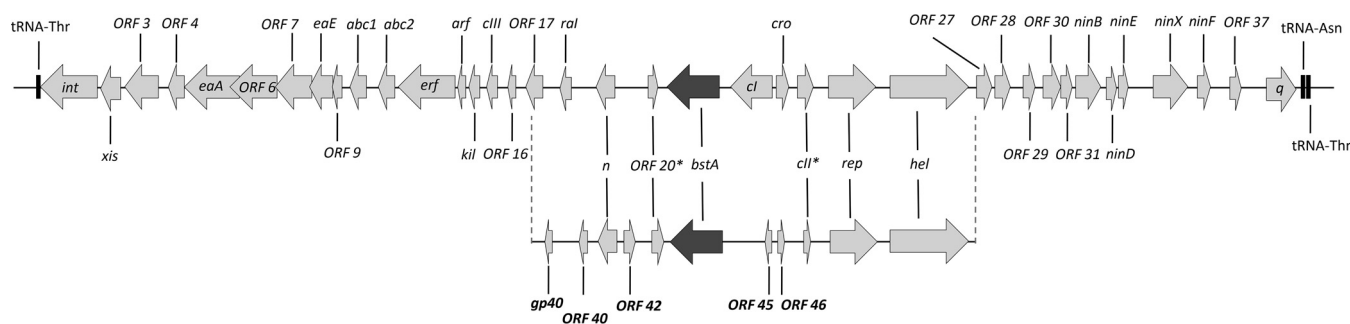 tRNA-Thr ORF 3 ORF 4 ORF 7 eaE abc1 abc2 arf cIII ORF 17 ral cro ORF 27 ORF 28 ORF 30 ninB ninE ninX ninF ORF 37 tRNA-Asn
int eaA ORF 6 erf cI q
xis ORF 9 kil ORF 16 n ORF 20* bstA cII* rep hel ORF 29 ORF 31 ninD tRNA-Thr
gp40 ORF 40 ORF 42 ORF 45 ORF 46